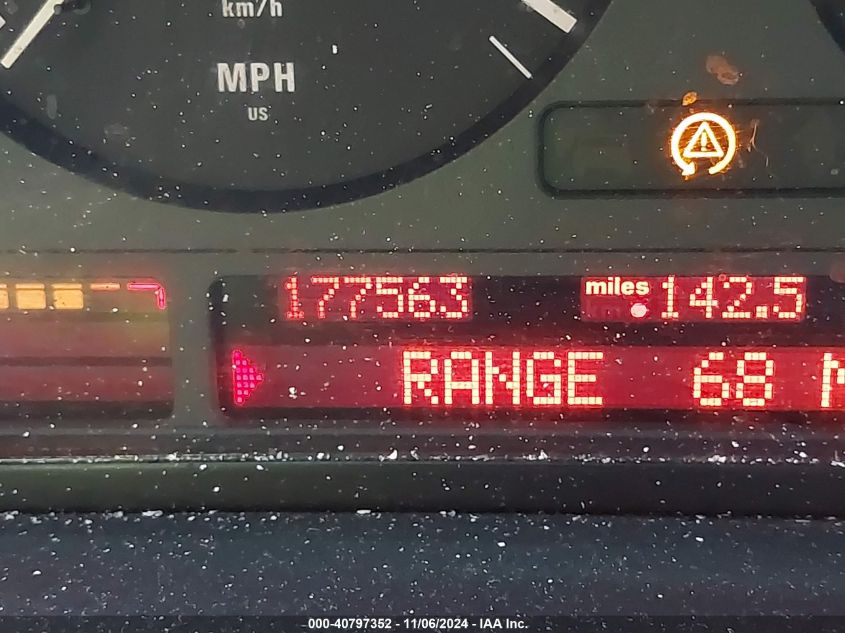 km/h
MPH
US
177563
miles 142.5
RANGE 68
000-40797352 - 11/06/2024 - IAA Inc.